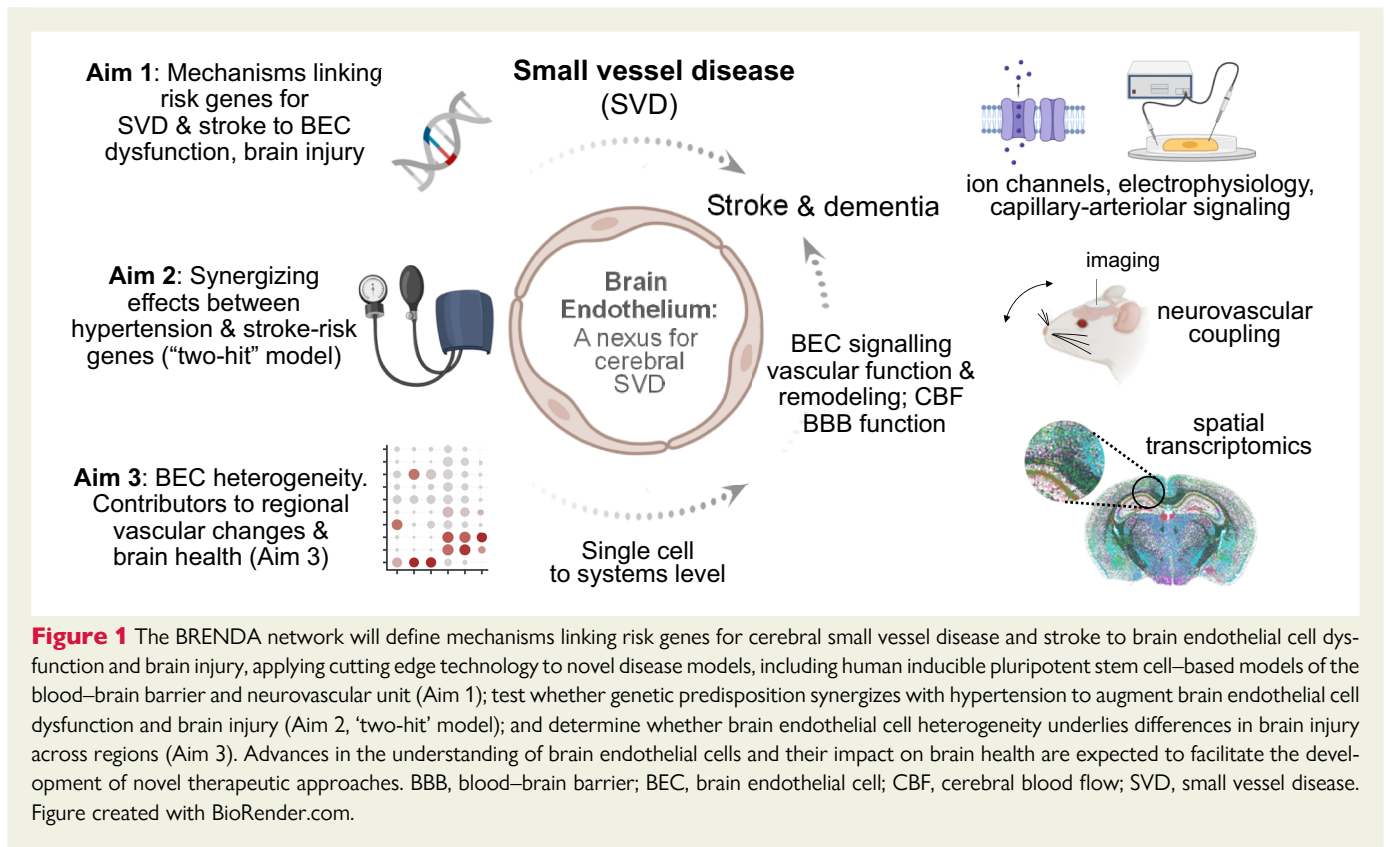 Aim 1: Mechanisms linking
risk genes for
SVD & stroke to BEC
dysfunction, brain injury
Small vessel disease
(SVD)
Stroke & dementia
ion channels, electrophysiology,
capillary-arteriolar signaling
Aim 2: Synergizing
effects between
hypertension & stroke-risk
genes (“two-hit” model)
Brain
Endothelium:
A nexus for
cerebral
SVD
BEC signalling
vascular function &
remodeling; CBF
BBB function
imaging
neurovascular
coupling
Aim 3: BEC heterogeneity.
Contributors to regional
vascular changes &
brain health (Aim 3)
Single cell
to systems level
spatial
transcriptomics
Figure 1 The BRENDA network will define mechanisms linking risk genes for cerebral small vessel disease and stroke to brain endothelial cell dys-
function and brain injury, applying cutting edge technology to novel disease models, including human inducible pluripotent stem cell–based models of the
blood–brain barrier and neurovascular unit (Aim 1); test whether genetic predisposition synergizes with hypertension to augment brain endothelial cell
dysfunction and brain injury (Aim 2, ‘two-hit’ model); and determine whether brain endothelial cell heterogeneity underlies differences in brain injury
across regions (Aim 3). Advances in the understanding of brain endothelial cells and their impact on brain health are expected to facilitate the devel-
opment of novel therapeutic approaches. BBB, blood–brain barrier; BEC, brain endothelial cell; CBF, cerebral blood flow; SVD, small vessel disease.
Figure created with BioRender.com.